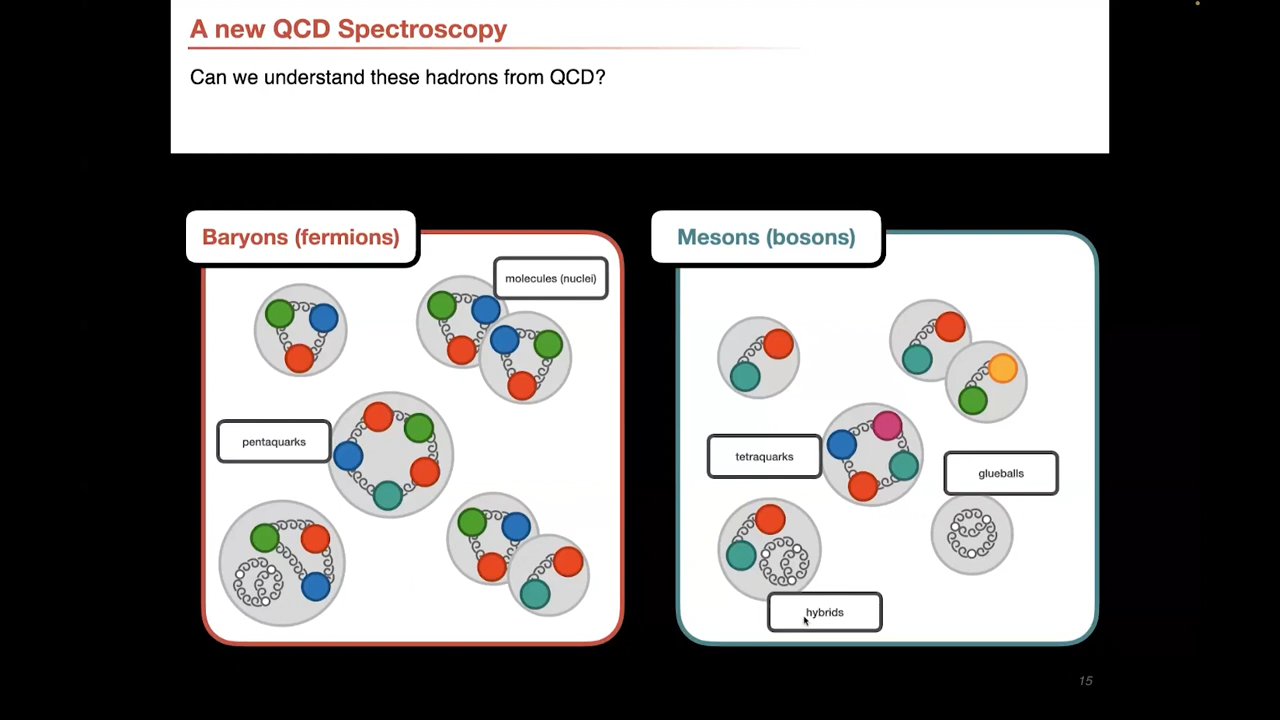 A new QCD Spectroscopy
Can we understand these hadrons from QCD?
Baryons (fermions)
molecules (nuclei)
pentaquarks
Mesons (bosons)
tetraquarks
glueballs
hybrids
15